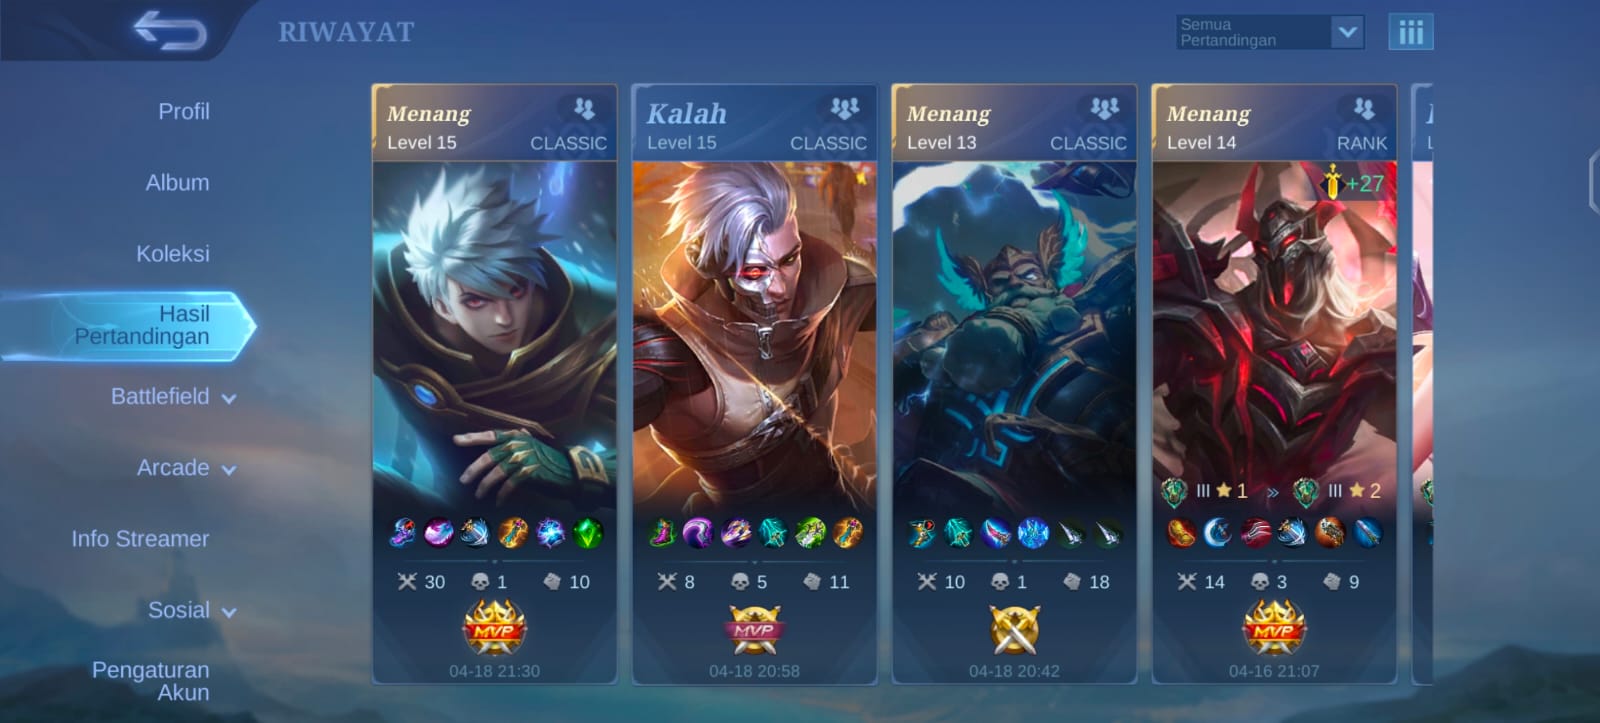 RIWAYAT
Semua
Pertandingan
Profil
Album
Koleksi
Hasil
Pertandingan
Battlefield
Arcade
Info Streamer
Sosial
Pengaturan
Akun
Menang
Level 15 CLASSIC
30 1 10
MVP
04-18 21:30
Kalah
Level 15 CLASSIC
8 5 11
MVP
04-18 20:58
Menang
Level 13 CLASSIC
10 1 18
04-18 20:42
Menang
Level 14 RANK
+27
III 1 » III 2
14 3 9
MVP
04-16 21:07